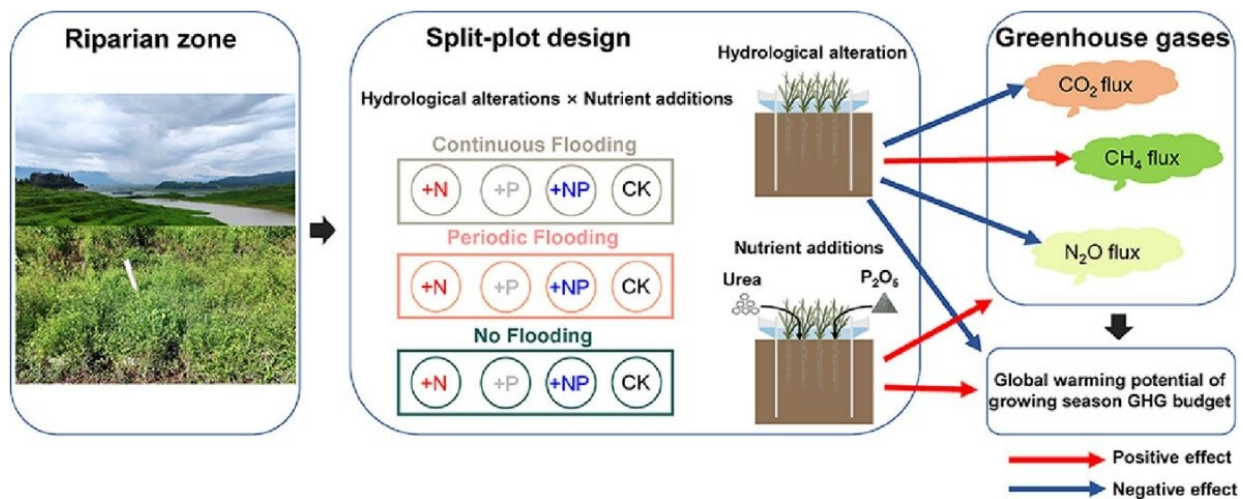 Riparian zone
Split-plot design
Hydrological alterations × Nutrient additions
Continuous Flooding
+N +P +NP CK
Periodic Flooding
+N +P +NP CK
No Flooding
+N +P +NP CK
Hydrological alteration
Nutrient additions
Urea P₂O₅
Greenhouse gases
CO₂ flux
CH₄ flux
N₂O flux
Global warming potential of
growing season GHG budget
Positive effect
Negative effect